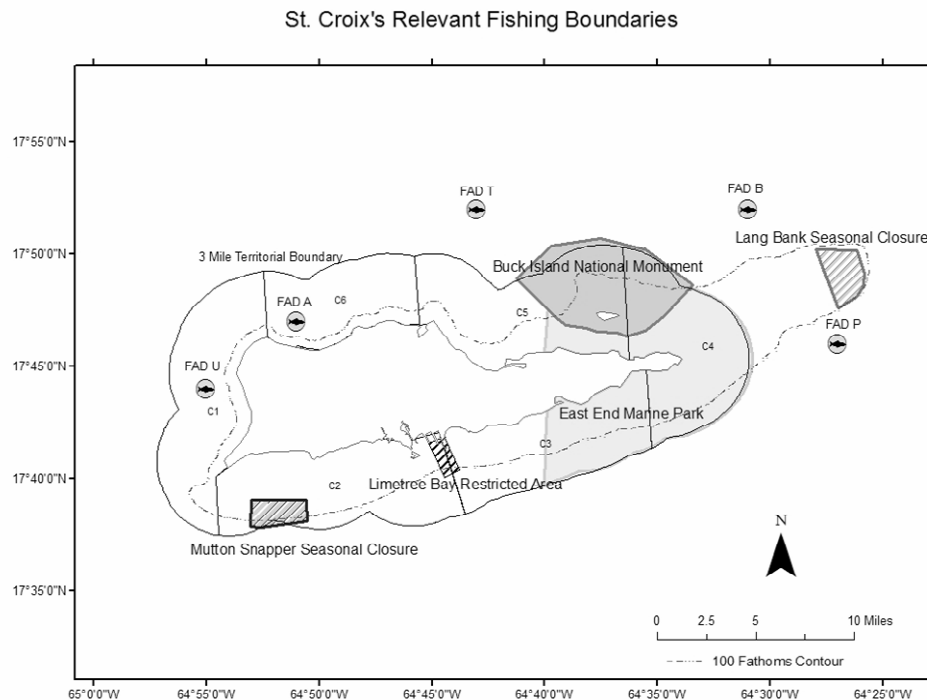 St. Croix's Relevant Fishing Boundaries
17°55'0"N
FAD T
FAD B
17°50'0"N
3 Mile Territorial Boundary
Buck Island National Monument
Lang Bank Seasonal Closure
FAD A
C6
C5
FAD P
17°45'0"N
C4
FAD U
C1
East End Marine Park
C3
17°40'0"N
C2
Limetree Bay Restricted Area
Mutton Snapper Seasonal Closure
N
17°35'0"N
0 2.5 5 10 Miles
100 Fathoms Contour
65°0'0"W 64°55'0"W 64°50'0"W 64°45'0"W 64°40'0"W 64°35'0"W 64°30'0"W 64°25'0"W